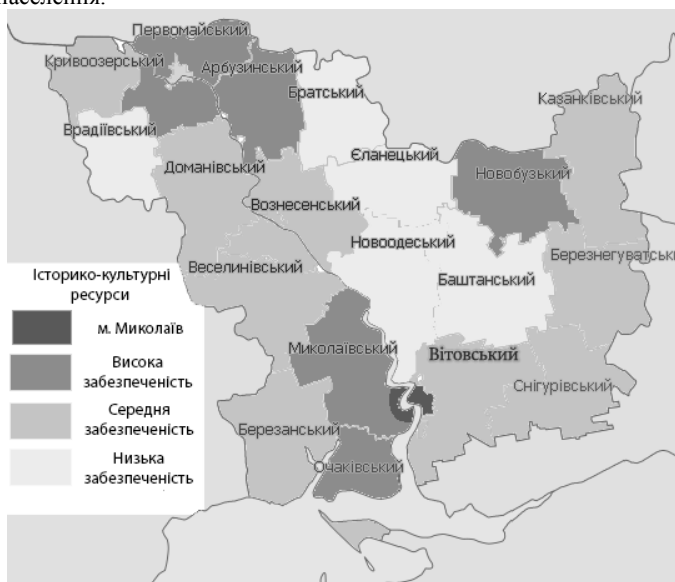 населення.
Первомайський
Кривоозерський
Арбузинський
Братський
Казанківський
Врадіївський
Єланецький
Доманівський
Новобузький
Вознесенський
Новоодеський
Березнегуватськ
Веселинівський
Баштанський
Історико-культурні
ресурси
м. Миколаїв
Миколаївський
Вітовський
Висока
забезпеченість
Снігурівський
Середня
забезпеченість
Березанський
Низька
забезпеченість
Очаківський